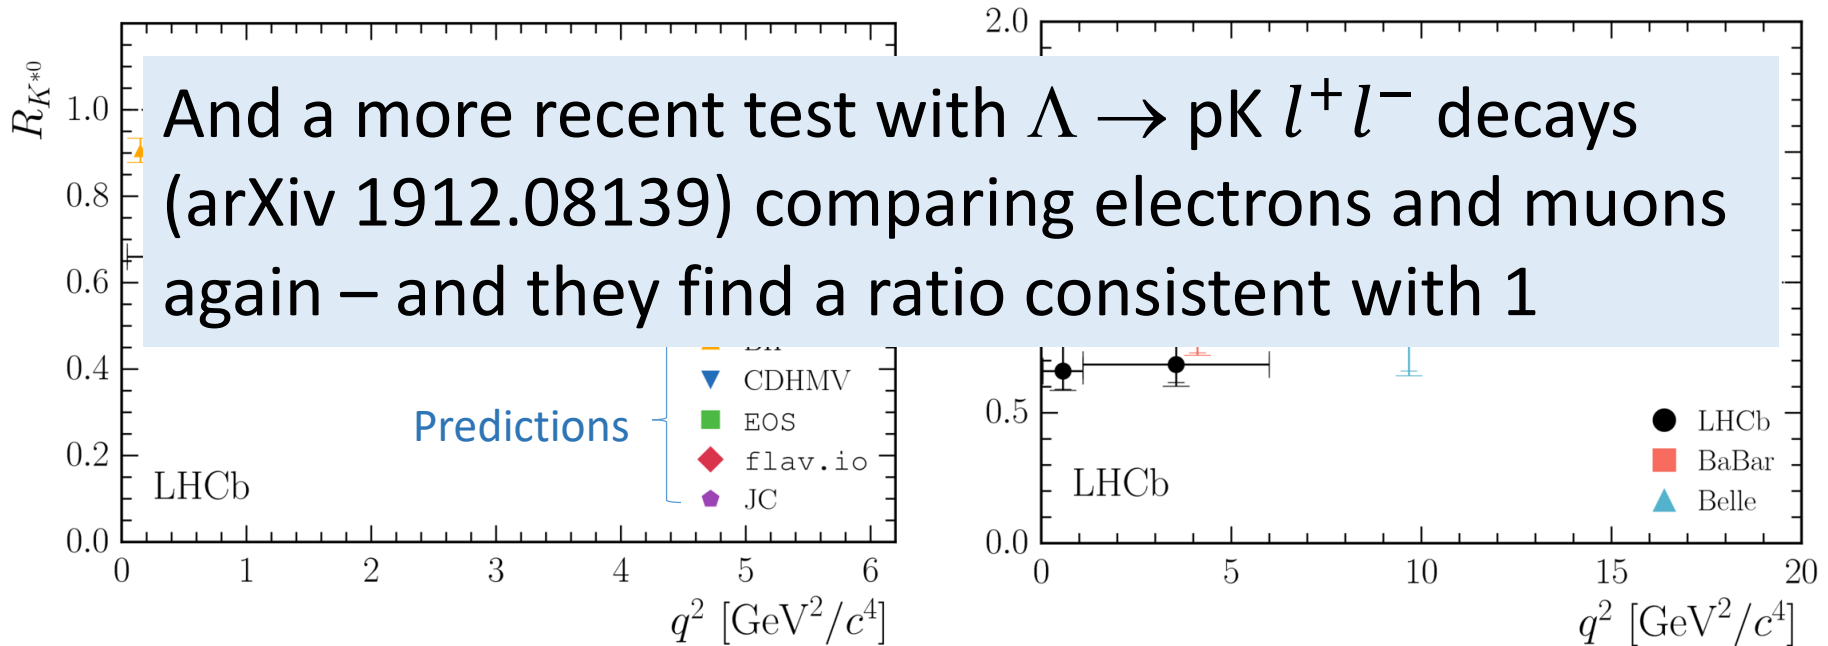 R_{K^{*0}}
1.0
0.8
0.6
0.4
0.2
0.0
0 1 2 3 4 5 6
q² [GeV²/c⁴]
LHCb
Predictions
CDHMV
EOS
flav.io
JC
And a more recent test with Λ → pK l⁺l⁻ decays
(arXiv 1912.08139) comparing electrons and muons
again – and they find a ratio consistent with 1
2.0
0.5
0.0
0 5 10 15 20
q² [GeV²/c⁴]
LHCb
LHCb
BaBar
Belle